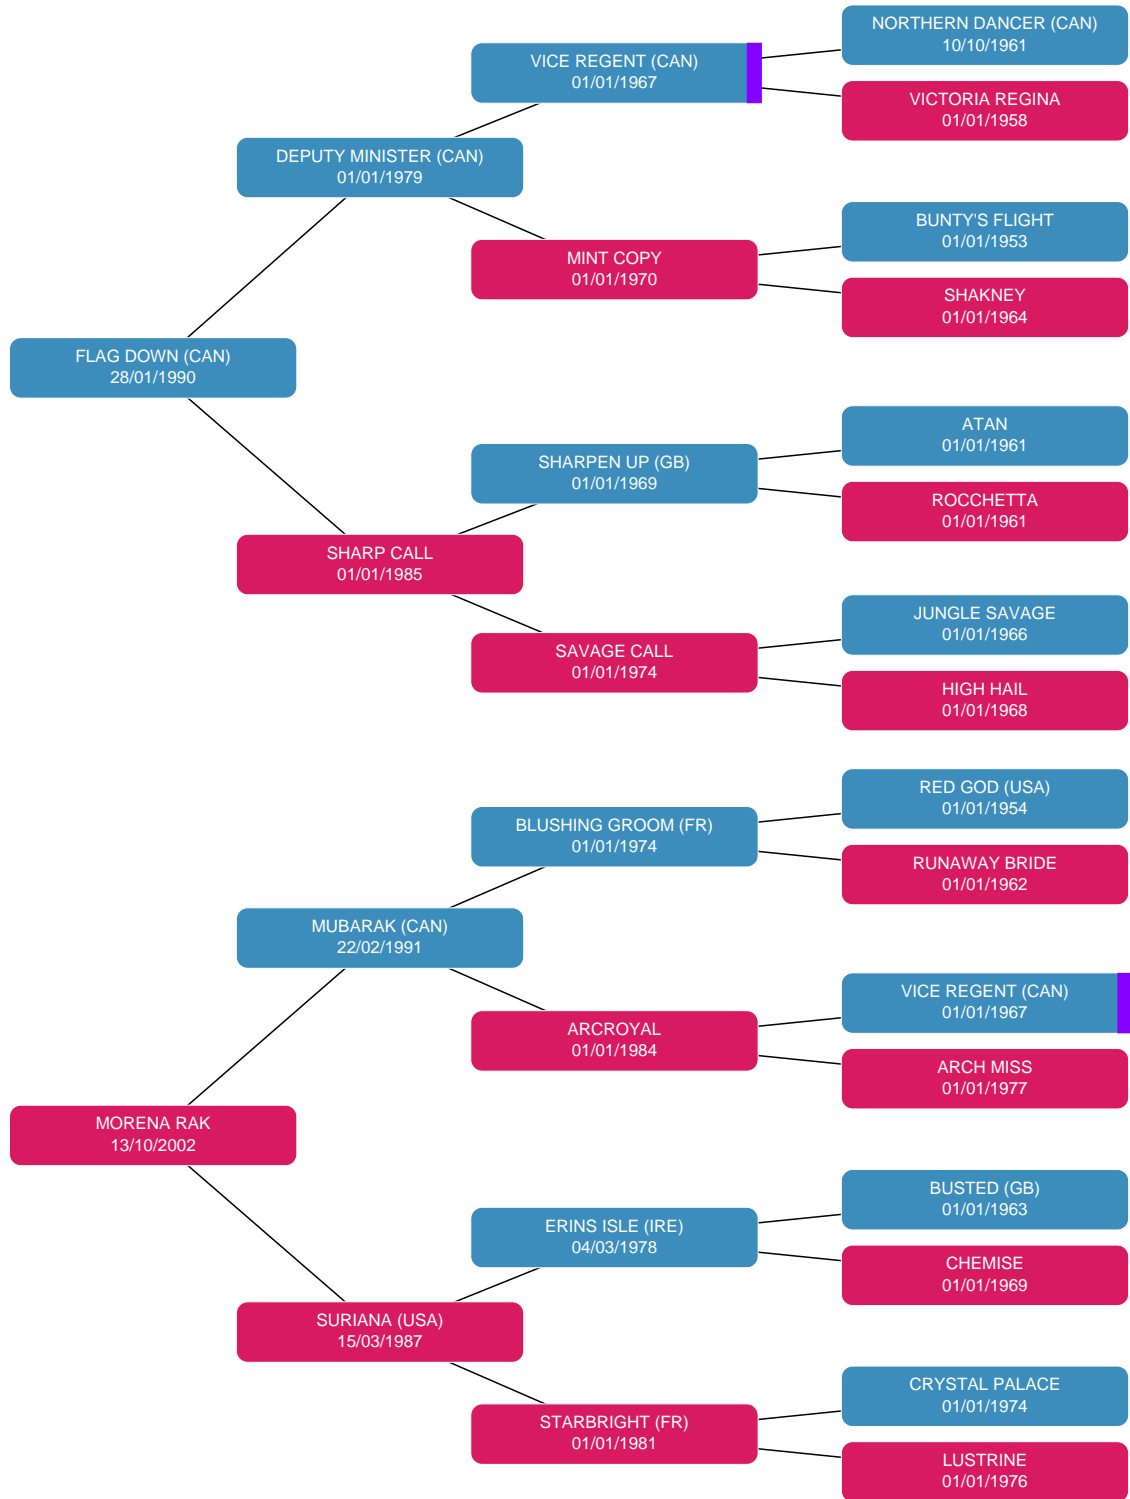 NORTHERN DANCER (CAN)
10/10/1961
VICE REGENT (CAN)
01/01/1967
VICTORIA REGINA
01/01/1958
DEPUTY MINISTER (CAN)
01/01/1979
BUNTY'S FLIGHT
01/01/1953
MINT COPY
01/01/1970
SHAKNEY
01/01/1964
FLAG DOWN (CAN)
28/01/1990
ATAN
01/01/1961
SHARPEN UP (GB)
01/01/1969
ROCCHETTA
01/01/1961
SHARP CALL
01/01/1985
JUNGLE SAVAGE
01/01/1966
SAVAGE CALL
01/01/1974
HIGH HAIL
01/01/1968
RED GOD (USA)
01/01/1954
BLUSHING GROOM (FR)
01/01/1974
RUNAWAY BRIDE
01/01/1962
MUBARAK (CAN)
22/02/1991
VICE REGENT (CAN)
01/01/1967
ARCROYAL
01/01/1984
ARCH MISS
01/01/1977
MORENA RAK
13/10/2002
BUSTED (GB)
01/01/1963
ERINS ISLE (IRE)
04/03/1978
CHEMISE
01/01/1969
SURIANA (USA)
15/03/1987
CRYSTAL PALACE
01/01/1974
STARBRIGHT (FR)
01/01/1981
LUSTRINE
01/01/1976